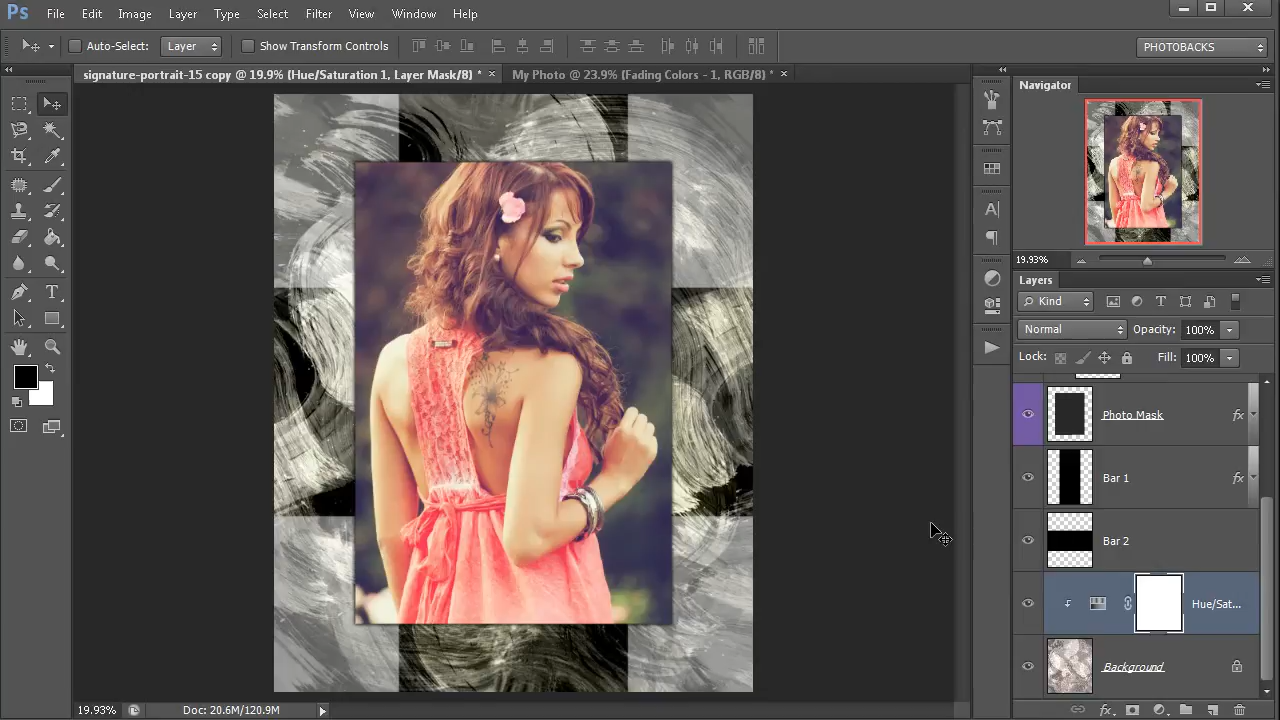 Ps File Edit Image Layer Type Select Filter View Window Help
Auto-Select: Layer Show Transform Controls PHOTOBACKS
signature-portrait-15 copy @ 19.9% (Hue/Saturation 1, Layer Mask/8) * My Photo @ 23.9% (Fading Colors - 1, RGB/8) *
Navigator
19.93%
Layers
Kind
Normal Opacity: 100%
Lock: Fill: 100%
Photo Mask fx
Bar 1 fx
Bar 2
Hue/Sat...
Background
19.93% Doc: 20.6M/120.9M